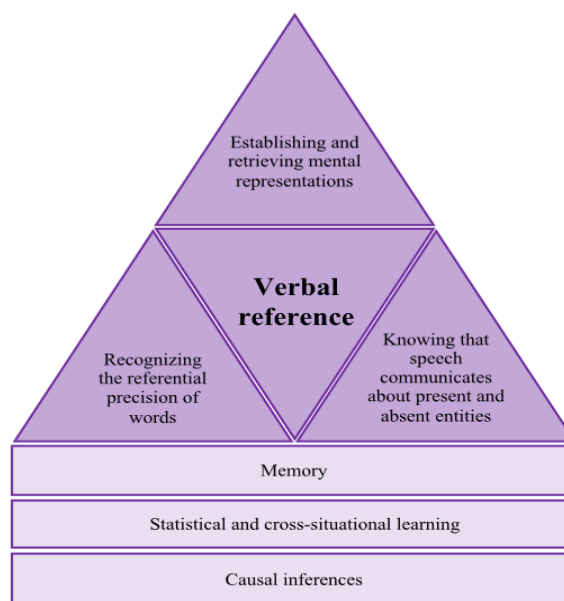 Establishing and
retrieving mental
representations
Verbal
reference
Recognizing
the referential
precision of
words
Knowing that
speech
communicates
about present and
absent entities
Memory
Statistical and cross-situational learning
Causal inferences